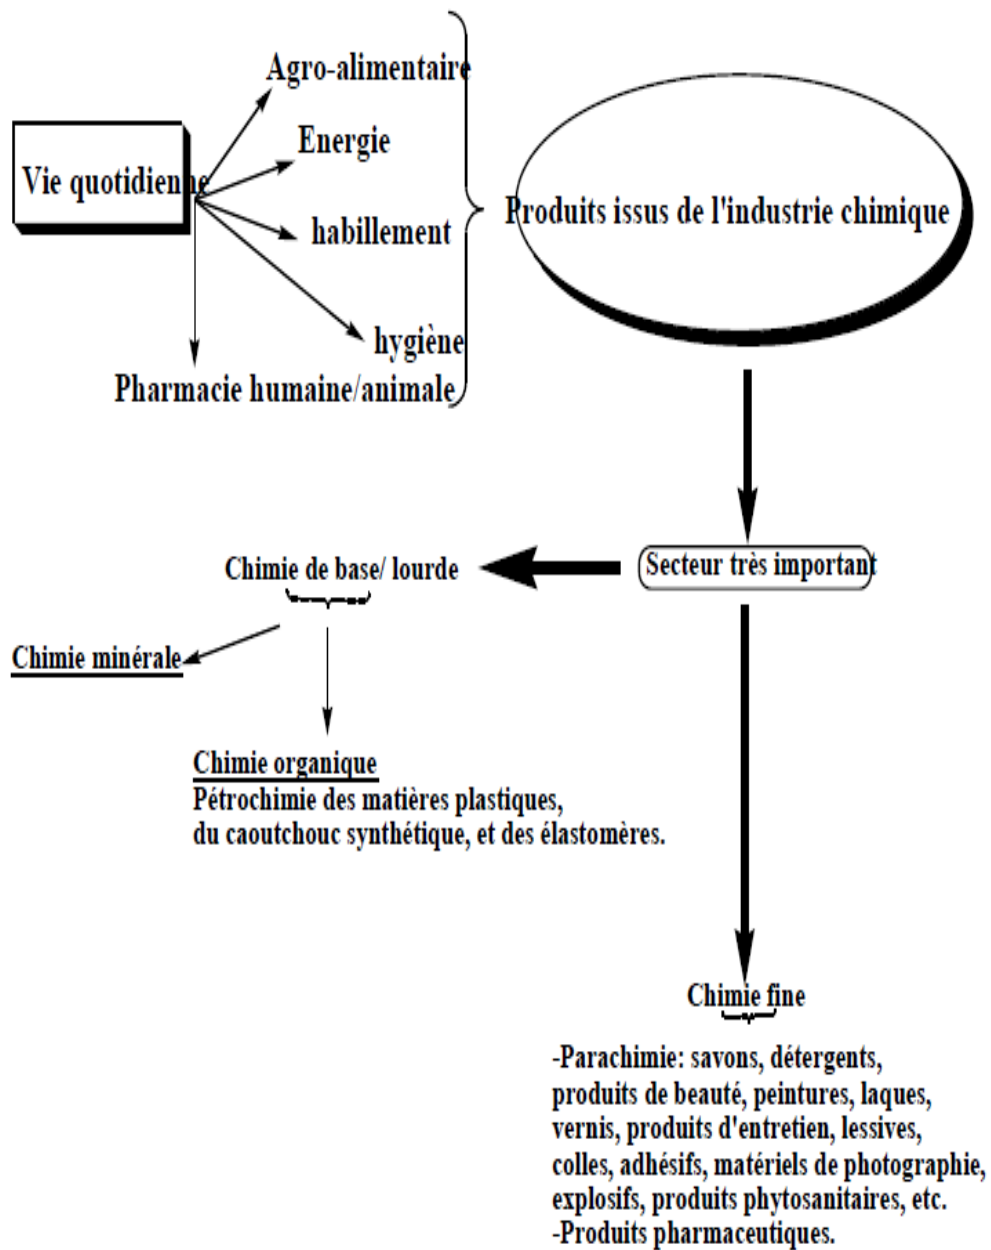 Agro-alimentaire
Energie
Vie quotidienne
habillement
Produits issus de l'industrie chimique
hygiène
Pharmacie humaine/animale
Secteur très important
Chimie de base/ lourde
Chimie minérale
Chimie organique
Pétrochimie des matières plastiques,
du caoutchouc synthétique, et des élastomères.
Chimie fine
-Parachimie: savons, détergents,
produits de beauté, peintures, laques,
vernis, produits d'entretien, lessives,
colles, adhésifs, matériels de photographie,
explosifs, produits phytosanitaires, etc.
-Produits pharmaceutiques.